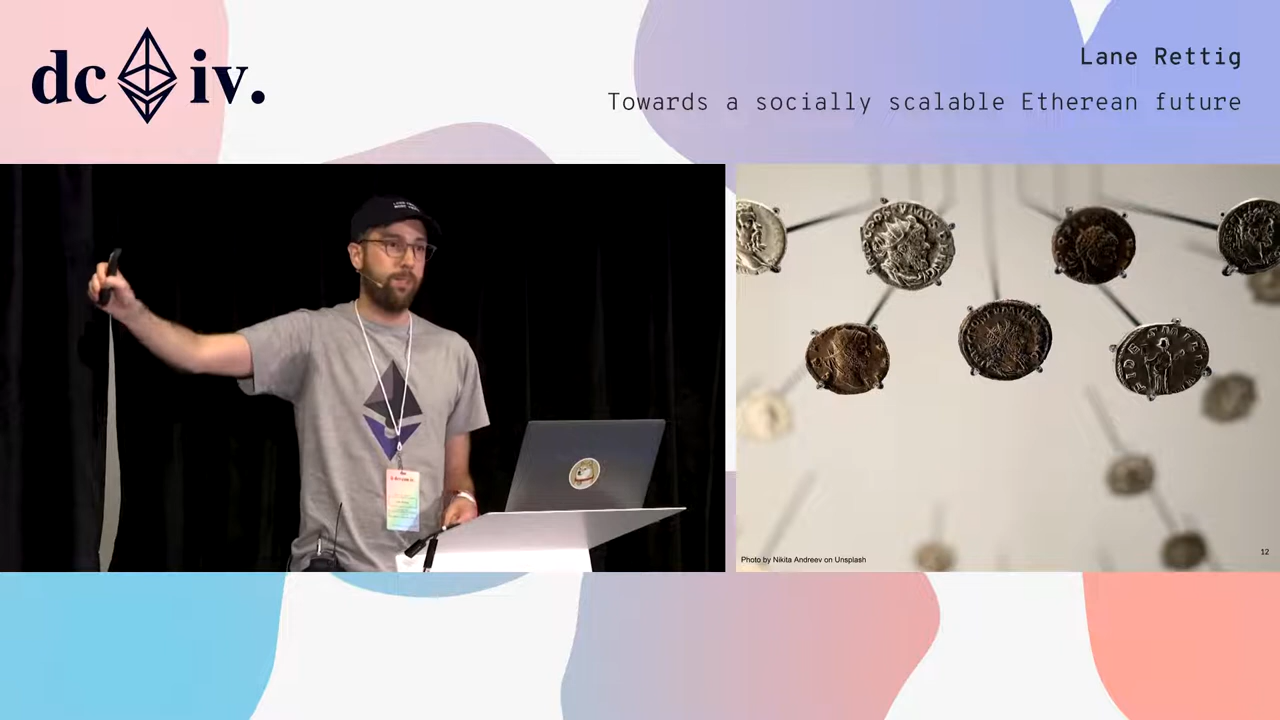 dc iv.
Lane Rettig
Towards a socially scalable Etherean future
Photo by Nikita Andreev on Unsplash
12